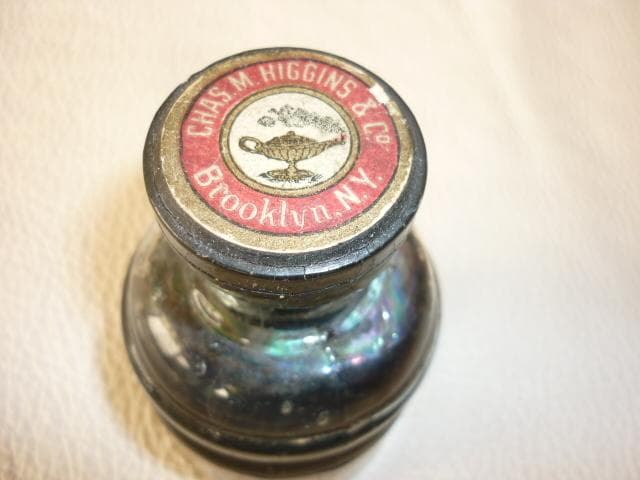 CHAS. M. HIGGINS & Co
Brooklyn, N.Y.